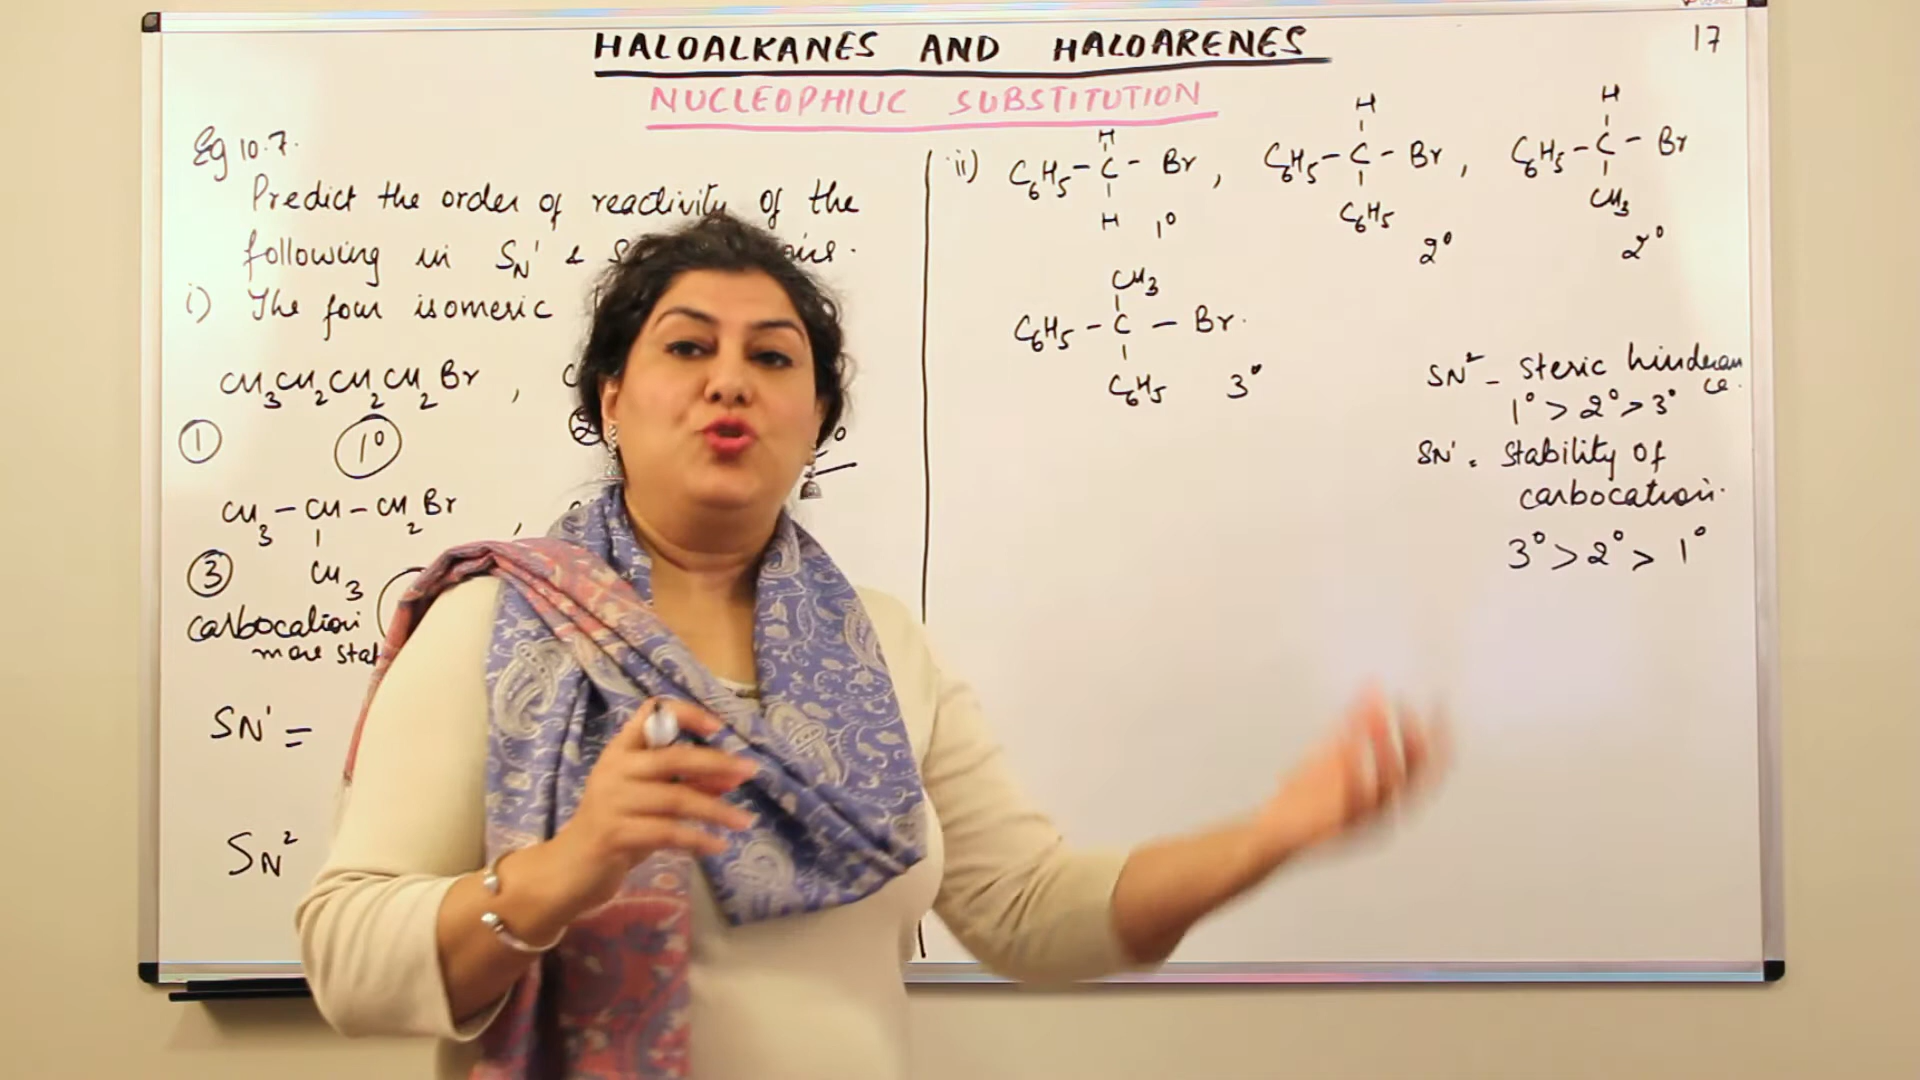 HALOALKANES AND HALOARENES
17
NUCLEOPHILIC SUBSTITUTION
Eg 10.7.
Predict the order of reactivity of the
following in SN¹ &
i) The four isomeric
CH₃CH₂CH₂CH₂Br ,
① 1°
CH₃ – CH – CH₂Br ,
CH₃
③
carbocation
more
SN¹ =
SN²
ii) C₆H₅ – C – Br , C₆H₅ – C – Br , C₆H₅ – C – Br
H H H
H 1° C₆H₅ 2° CH₃ 2°
CH₃
C₆H₅ – C – Br.
C₆H₅ 3°
SN² – Steric hinderance.
1° > 2° > 3°
SN¹ . Stability of
carbocation.
3° > 2° > 1°